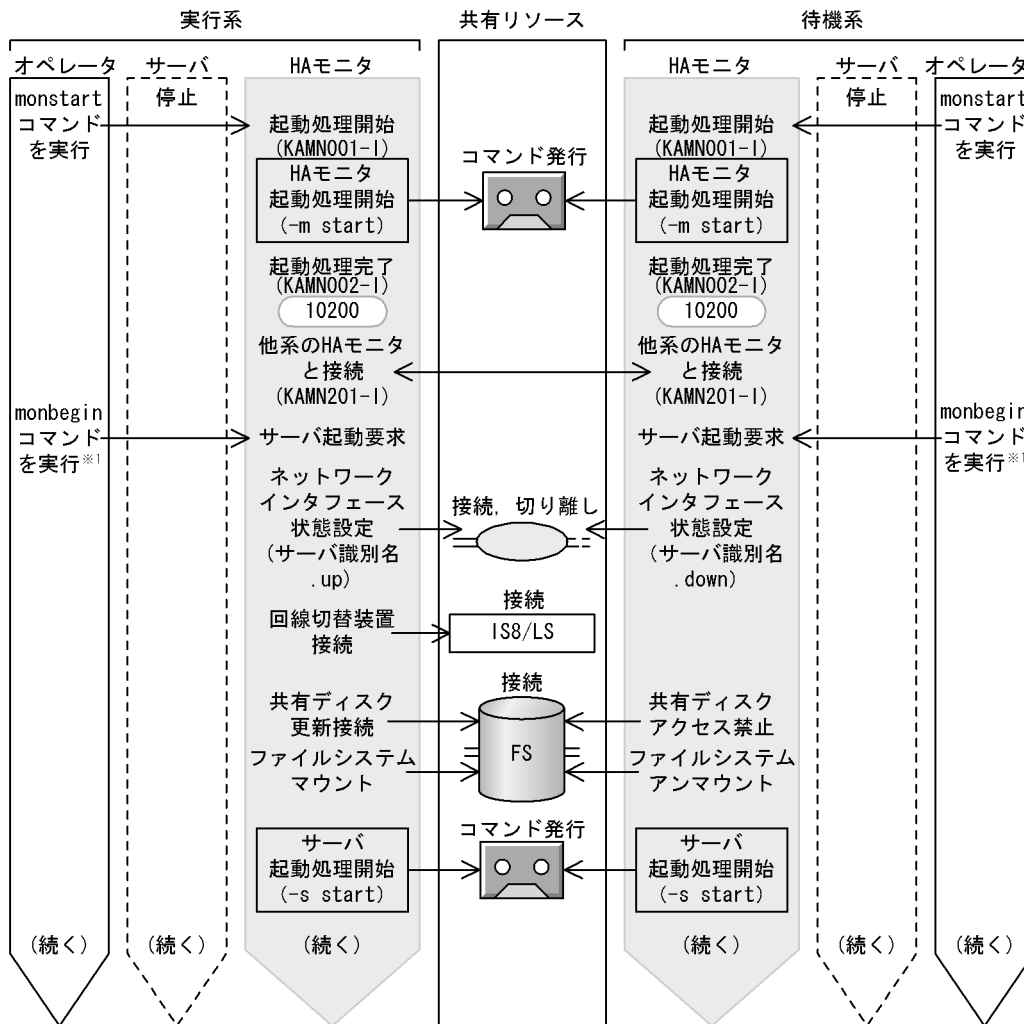 実行系
共有リソース
待機系
オペレータ
サーバ
HAモニタ
HAモニタ
サーバ
オペレータ
monstart
コマンド
を実行
停止
起動処理開始
(KAMN001-I)
HAモニタ
起動処理開始
(-m start)
コマンド発行
起動処理開始
(KAMN001-I)
HAモニタ
起動処理開始
(-m start)
停止
monstart
コマンド
を実行
起動処理完了
(KAMN002-I)
10200
起動処理完了
(KAMN002-I)
10200
他系のHAモニタ
と接続
(KAMN201-I)
他系のHAモニタ
と接続
(KAMN201-I)
monbegin
コマンド
を実行※1
サーバ起動要求
サーバ起動要求
monbegin
コマンド
を実行※1
ネットワーク
インタフェース
状態設定
(サーバ識別名
.up)
接続, 切り離し
ネットワーク
インタフェース
状態設定
(サーバ識別名
.down)
回線切替装置
接続
接続
IS8/LS
共有ディスク
更新接続
ファイルシステム
マウント
接続
FS
共有ディスク
アクセス禁止
ファイルシステム
アンマウント
サーバ
起動処理開始
(-s start)
コマンド発行
サーバ
起動処理開始
(-s start)
(続く)
(続く)
(続く)
(続く)
(続く)
(続く)